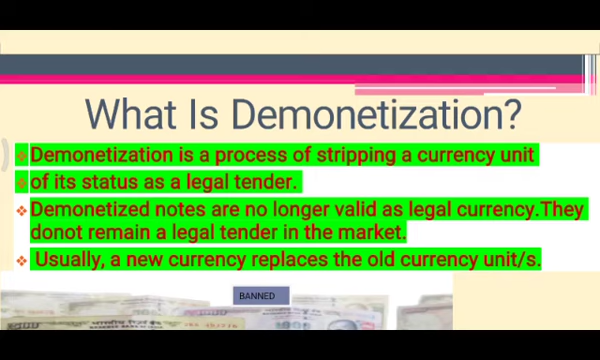 What Is Demonetization?
❖ Demonetization is a process of stripping a currency unit
❖ of its status as a legal tender.
❖ Demonetized notes are no longer valid as legal currency.They
donot remain a legal tender in the market.
❖ Usually, a new currency replaces the old currency unit/s.
BANNED